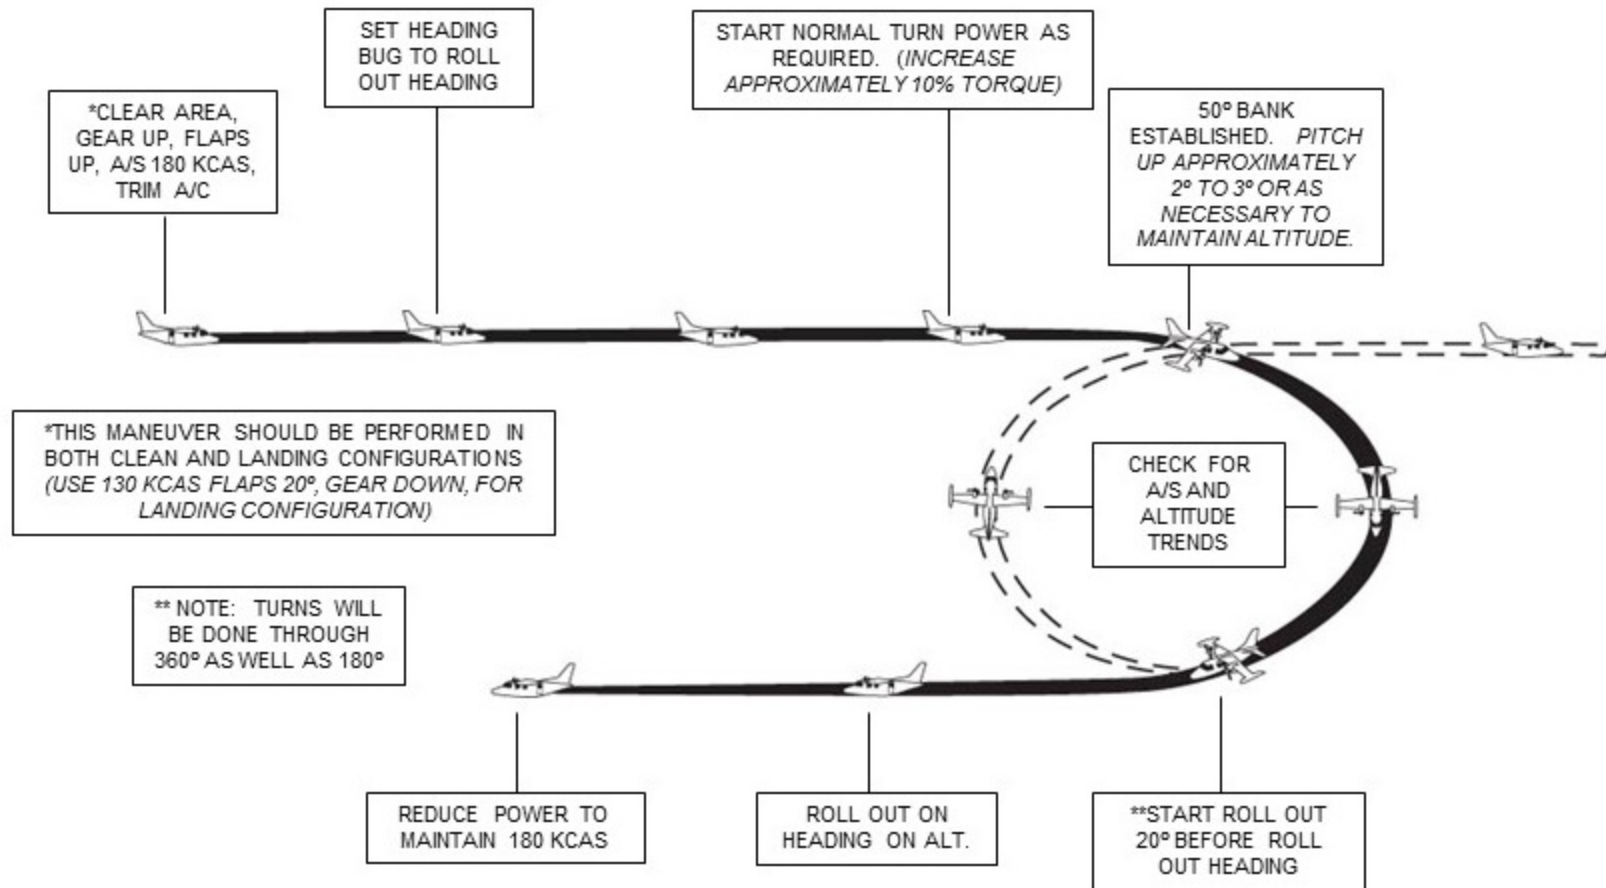 *CLEAR AREA,
GEAR UP, FLAPS
UP, A/S 180 KCAS,
TRIM A/C
SET HEADING
BUG TO ROLL
OUT HEADING
START NORMAL TURN POWER AS
REQUIRED. (INCREASE
APPROXIMATELY 10% TORQUE)
50º BANK
ESTABLISHED. PITCH
UP APPROXIMATELY
2º TO 3º OR AS
NECESSARY TO
MAINTAIN ALTITUDE.
*THIS MANEUVER SHOULD BE PERFORMED IN
BOTH CLEAN AND LANDING CONFIGURATIONS
(USE 130 KCAS FLAPS 20º, GEAR DOWN, FOR
LANDING CONFIGURATION)
CHECK FOR
A/S AND
ALTITUDE
TRENDS
** NOTE: TURNS WILL
BE DONE THROUGH
360º AS WELL AS 180º
REDUCE POWER TO
MAINTAIN 180 KCAS
ROLL OUT ON
HEADING ON ALT.
**START ROLL OUT
20º BEFORE ROLL
OUT HEADING